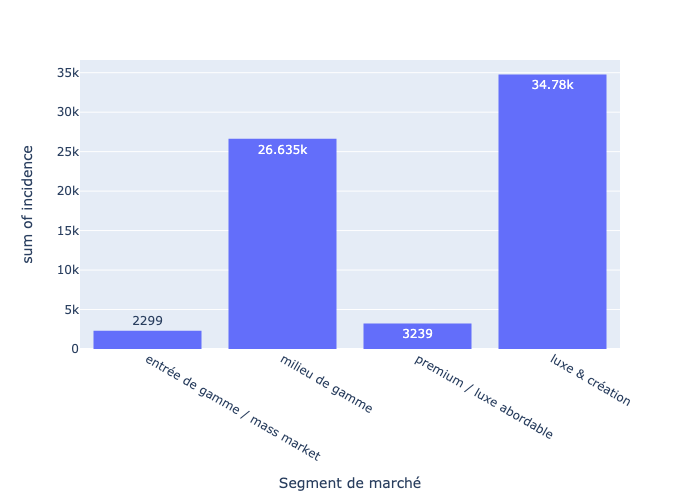 35k
30k
25k
20k
15k
10k
5k
0
sum of incidence
2299
26.635k
3239
34.78k
entrée de gamme / mass market
milieu de gamme
premium / luxe abordable
luxe & création
Segment de marché